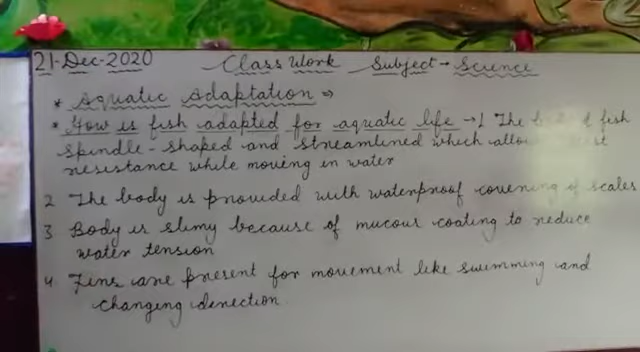 21-Dec-2020 Class Work Subject → Science
* Aquatic Adaptation ⇒
* How is fish adapted for aquatic life → 1 The fish
spindle-shaped and streamlined which
resistance while moving in water
2 The body is provided with waterproof covering of scales
3 Body is slimy because of mucous coating to reduce
water tension
4 Fins are present for movement like swimming and
changing direction